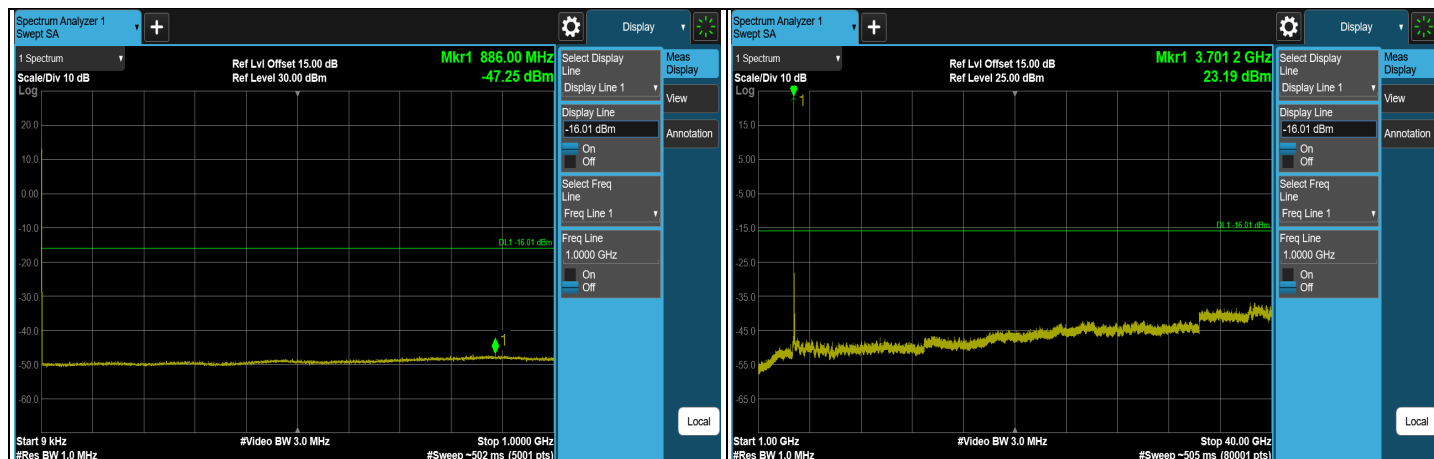 Spectrum Analyzer 1
Swept SA
+
Display
1 Spectrum
Scale/Div 10 dB
Log
Ref Lvl Offset 15.00 dB
Ref Level 30.00 dBm
Mkr1 886.00 MHz
-47.25 dBm
20.0
10.0
0.00
-10.0
-20.0
-30.0
-40.0
-50.0
-60.0
DL1 -16.01 dBm
1
Start 9 kHz
#Res BW 1.0 MHz
#Video BW 3.0 MHz
Stop 1.0000 GHz
#Sweep ~502 ms (5001 pts)
Select Display
Line
Display Line 1
Display Line
-16.01 dBm
On
Off
Select Freq
Line
Freq Line 1
Freq Line
1.0000 GHz
On
Off
Meas
Display
View
Annotation
Local
Spectrum Analyzer 1
Swept SA
+
Display
1 Spectrum
Scale/Div 10 dB
Log
Ref Lvl Offset 15.00 dB
Ref Level 25.00 dBm
Mkr1 3.701 2 GHz
23.19 dBm
1
15.0
5.00
-5.00
-15.0
-25.0
-35.0
-45.0
-55.0
-65.0
DL1 -16.01 dBm
Start 1.00 GHz
#Res BW 1.0 MHz
#Video BW 3.0 MHz
Stop 40.00 GHz
#Sweep ~505 ms (80001 pts)
Select Display
Line
Display Line 1
Display Line
-16.01 dBm
On
Off
Select Freq
Line
Freq Line 1
Freq Line
1.0000 GHz
On
Off
Meas
Display
View
Annotation
Local